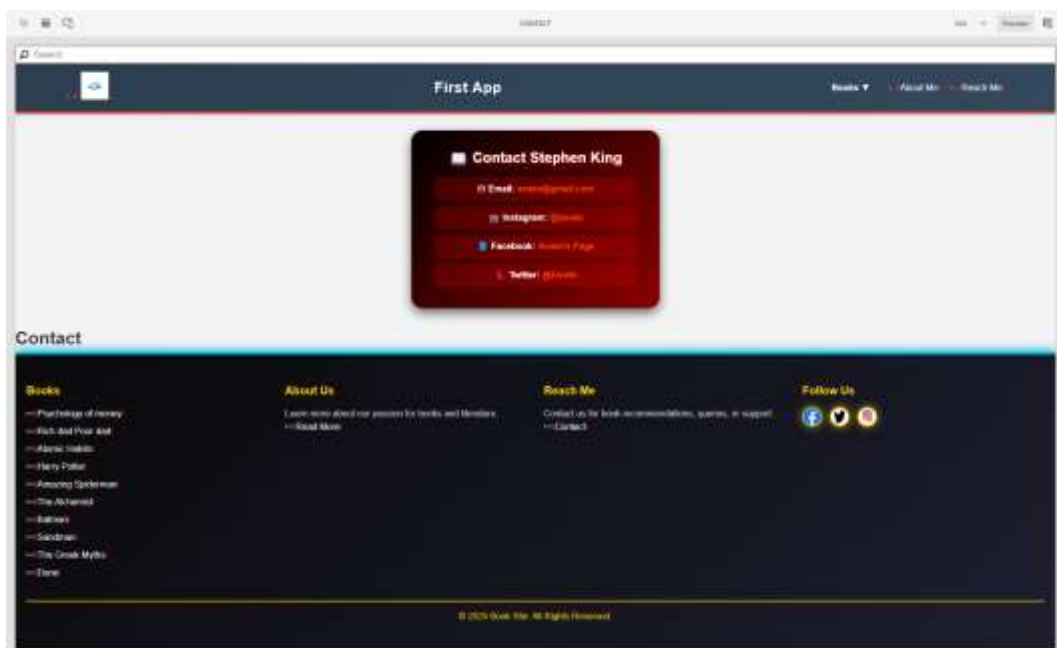 CONTACT
Search
First App
Books ▼
About Me
Reach Me
Contact Stephen King
Email:
Instagram:
Facebook:
Twitter:
Contact
Books
Psychology of money
Rich dad Poor dad
Atomic Habits
Harry Potter
Amazing Spiderman
The Alchemist
Batman
Sandman
The Greek Myths
About Us
Learn more about our passion for books and literature.
Read More
Reach Me
Contact us for book recommendations, queries, or support.
Contact
Follow Us
© 2025 Book Site. All Rights Reserved.